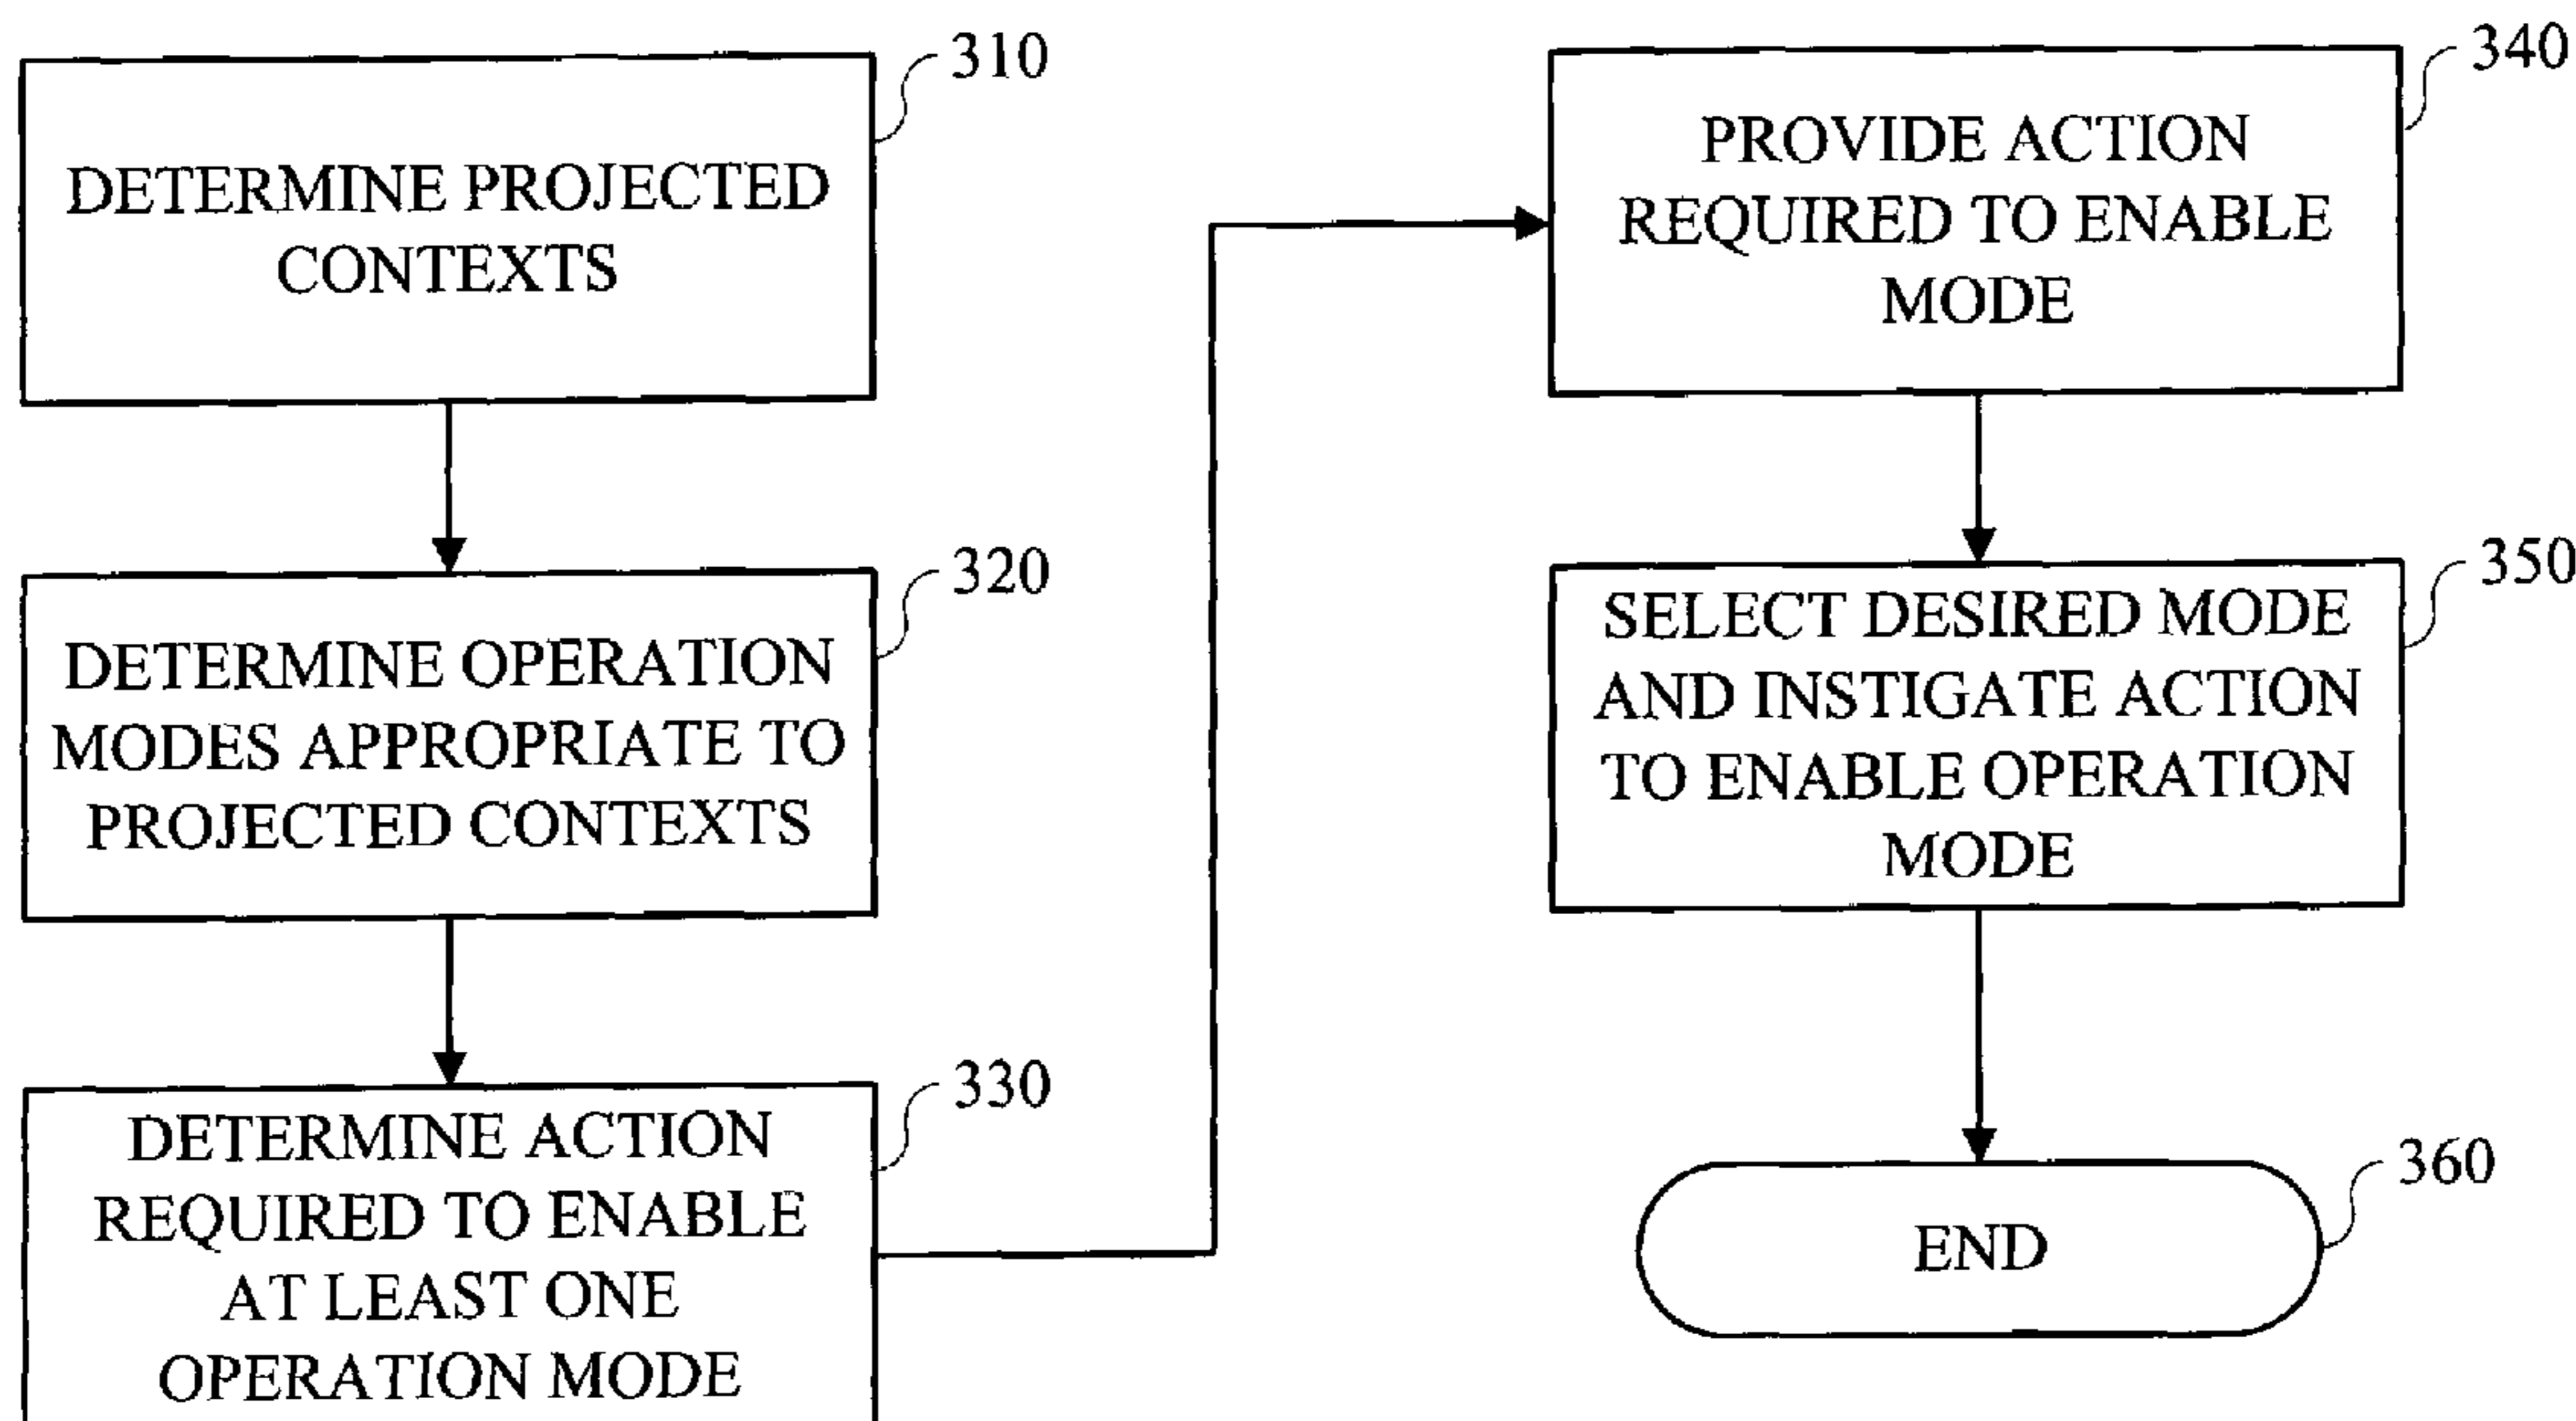 310
DETERMINE PROJECTED
CONTEXTS
320
DETERMINE OPERATION
MODES APPROPRIATE TO
PROJECTED CONTEXTS
330
DETERMINE ACTION
REQUIRED TO ENABLE
AT LEAST ONE
OPERATION MODE
340
PROVIDE ACTION
REQUIRED TO ENABLE
MODE
350
SELECT DESIRED MODE
AND INSTIGATE ACTION
TO ENABLE OPERATION
MODE
360
END